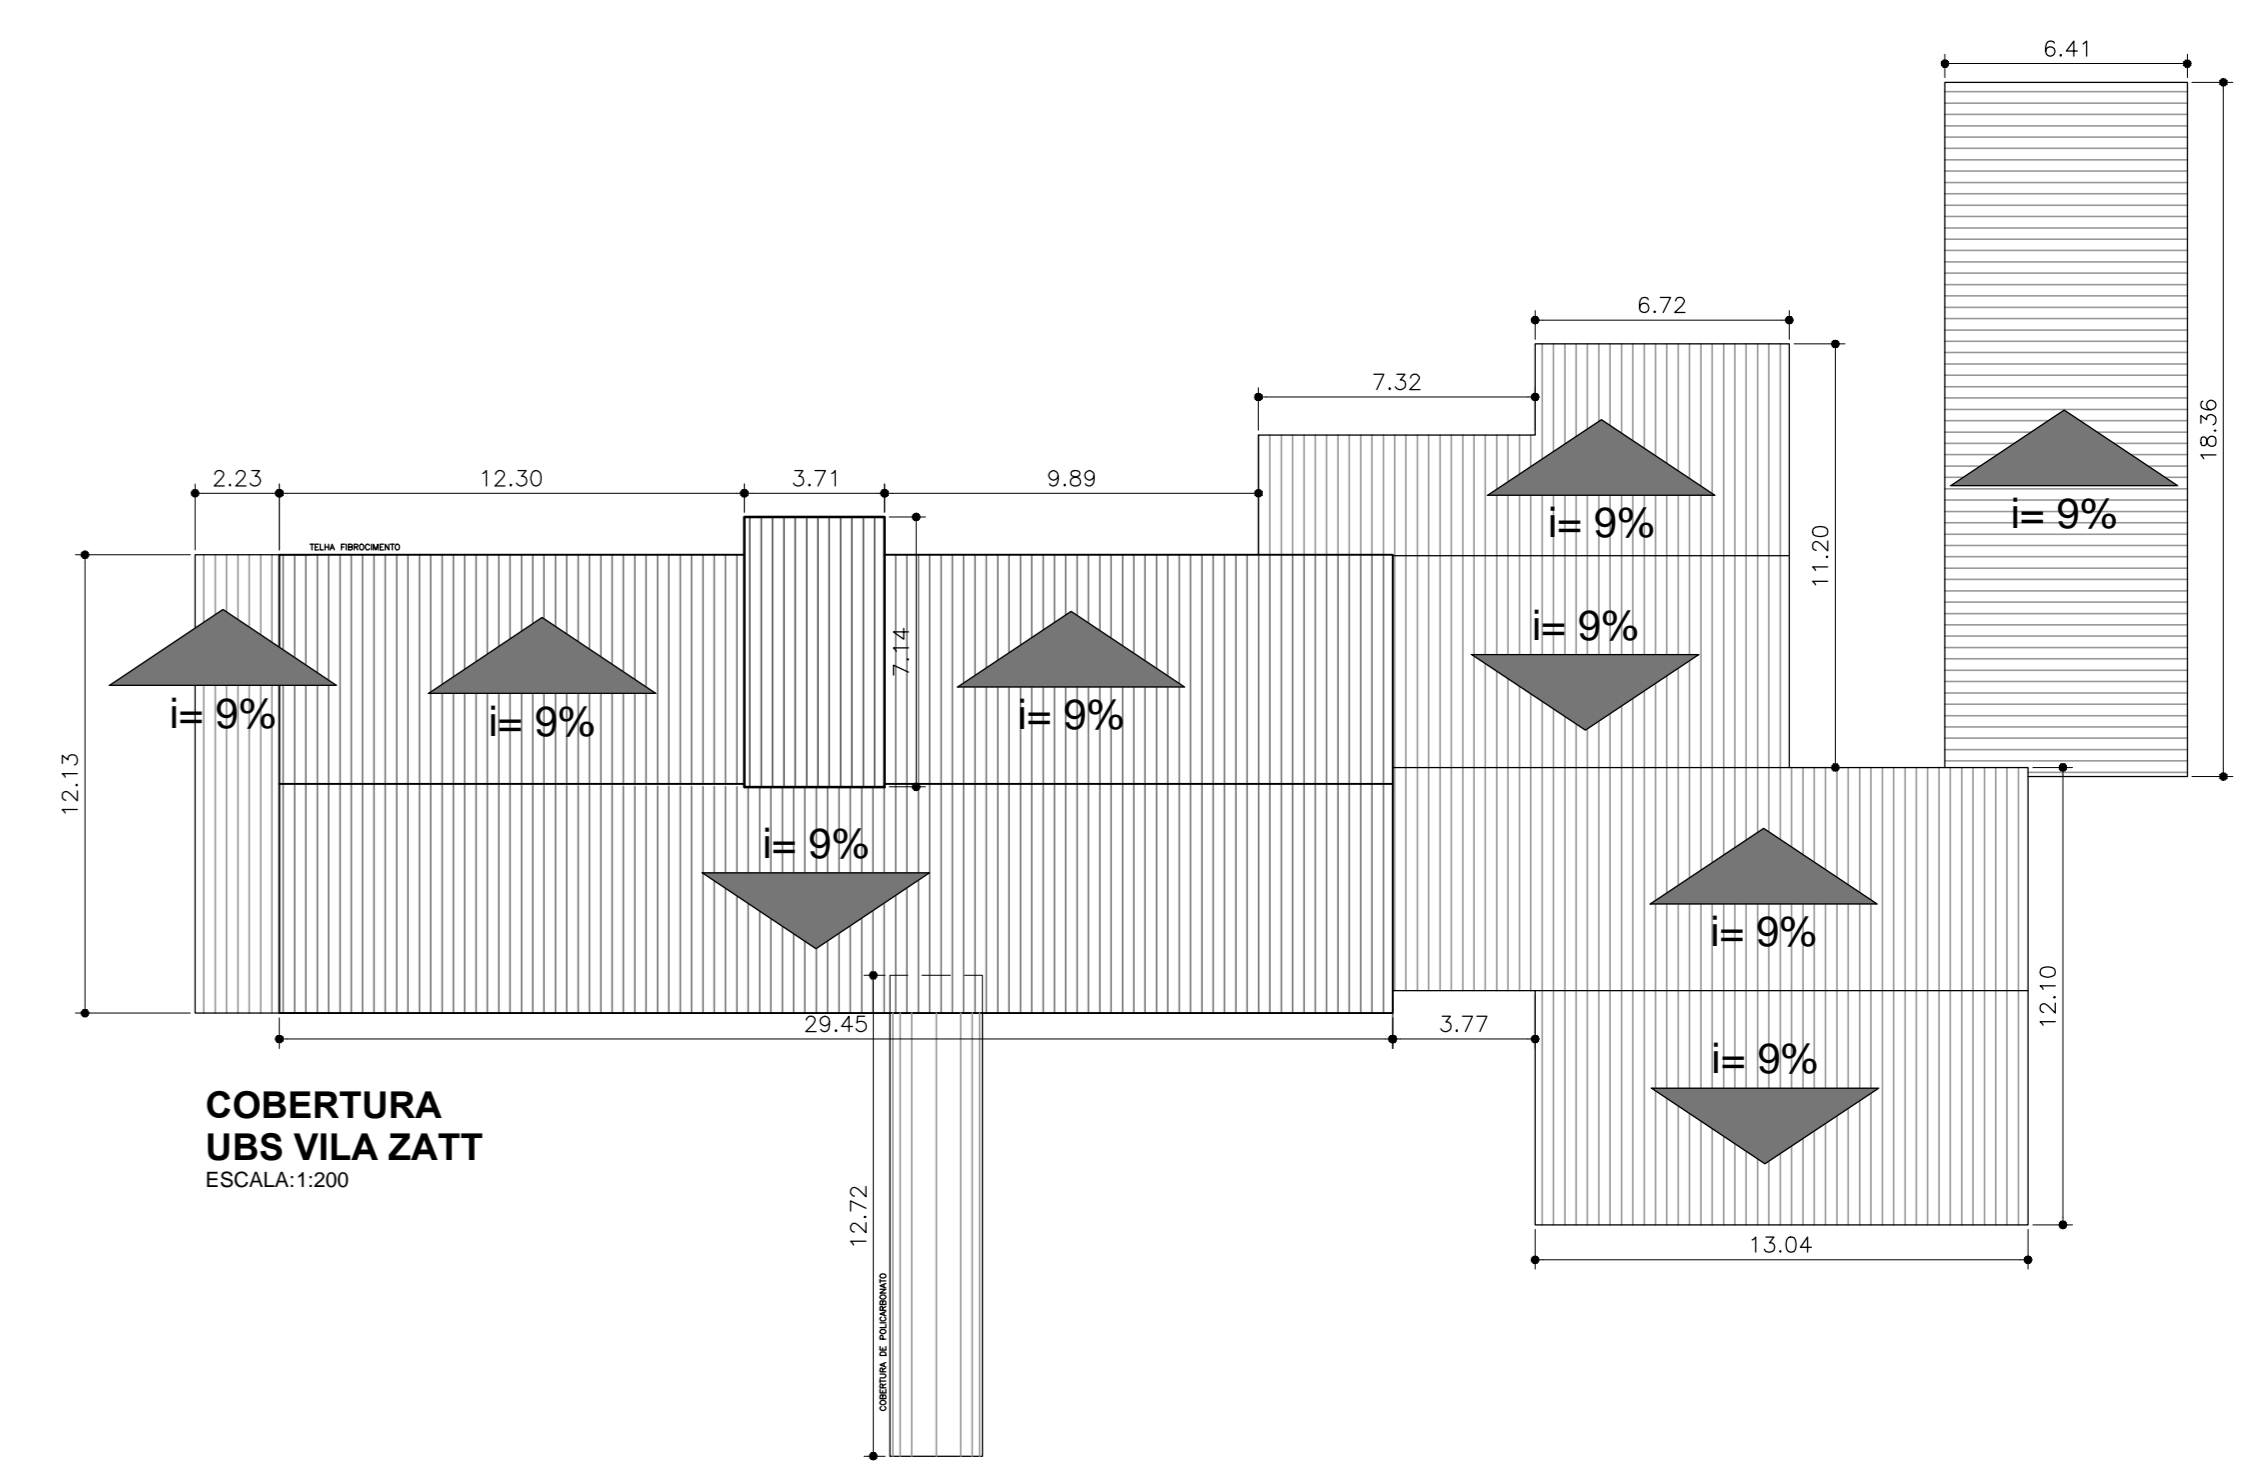 6.41
6.72
7.32
18.36
2.23
12.30
3.71
9.89
i= 9%
i= 9%
TELHA FIBROCIMENTO
11.20
i= 9%
7.14
i= 9%
i= 9%
i= 9%
12.13
i= 9%
i= 9%
12.10
29.45
3.77
i= 9%
COBERTURA
UBS VILA ZATT
ESCALA:1:200
12.72
13.04
COBERTURA DE POLICARBONATO